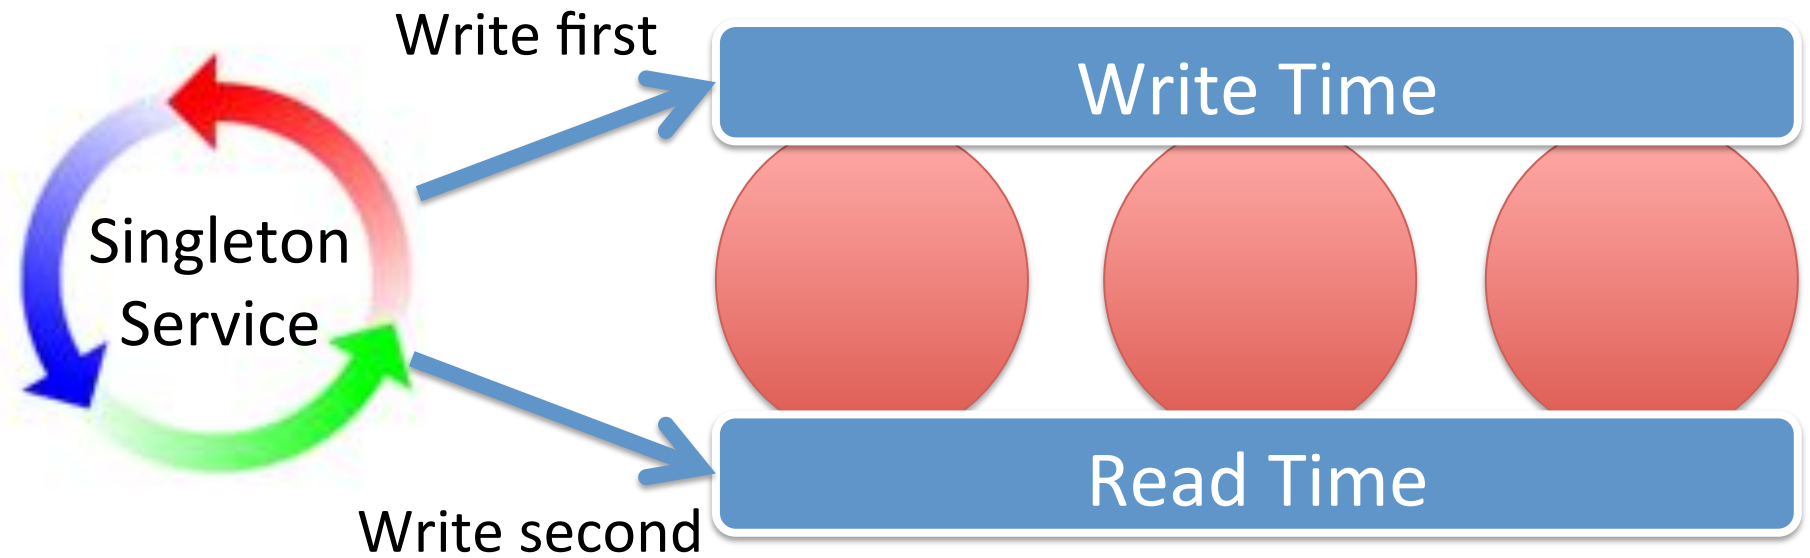 Write first
Write Time
Singleton
Service
Read Time
Write second